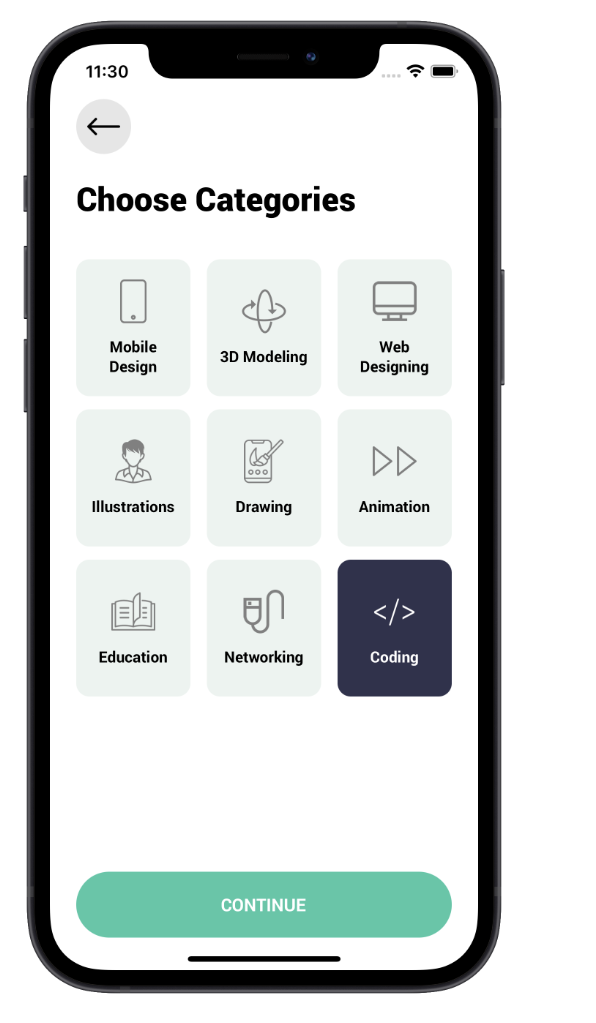 11:30
Choose Categories
Mobile
Design
3D Modeling
Web
Designing
Illustrations
Drawing
Animation
Education
Networking
</>
Coding
CONTINUE